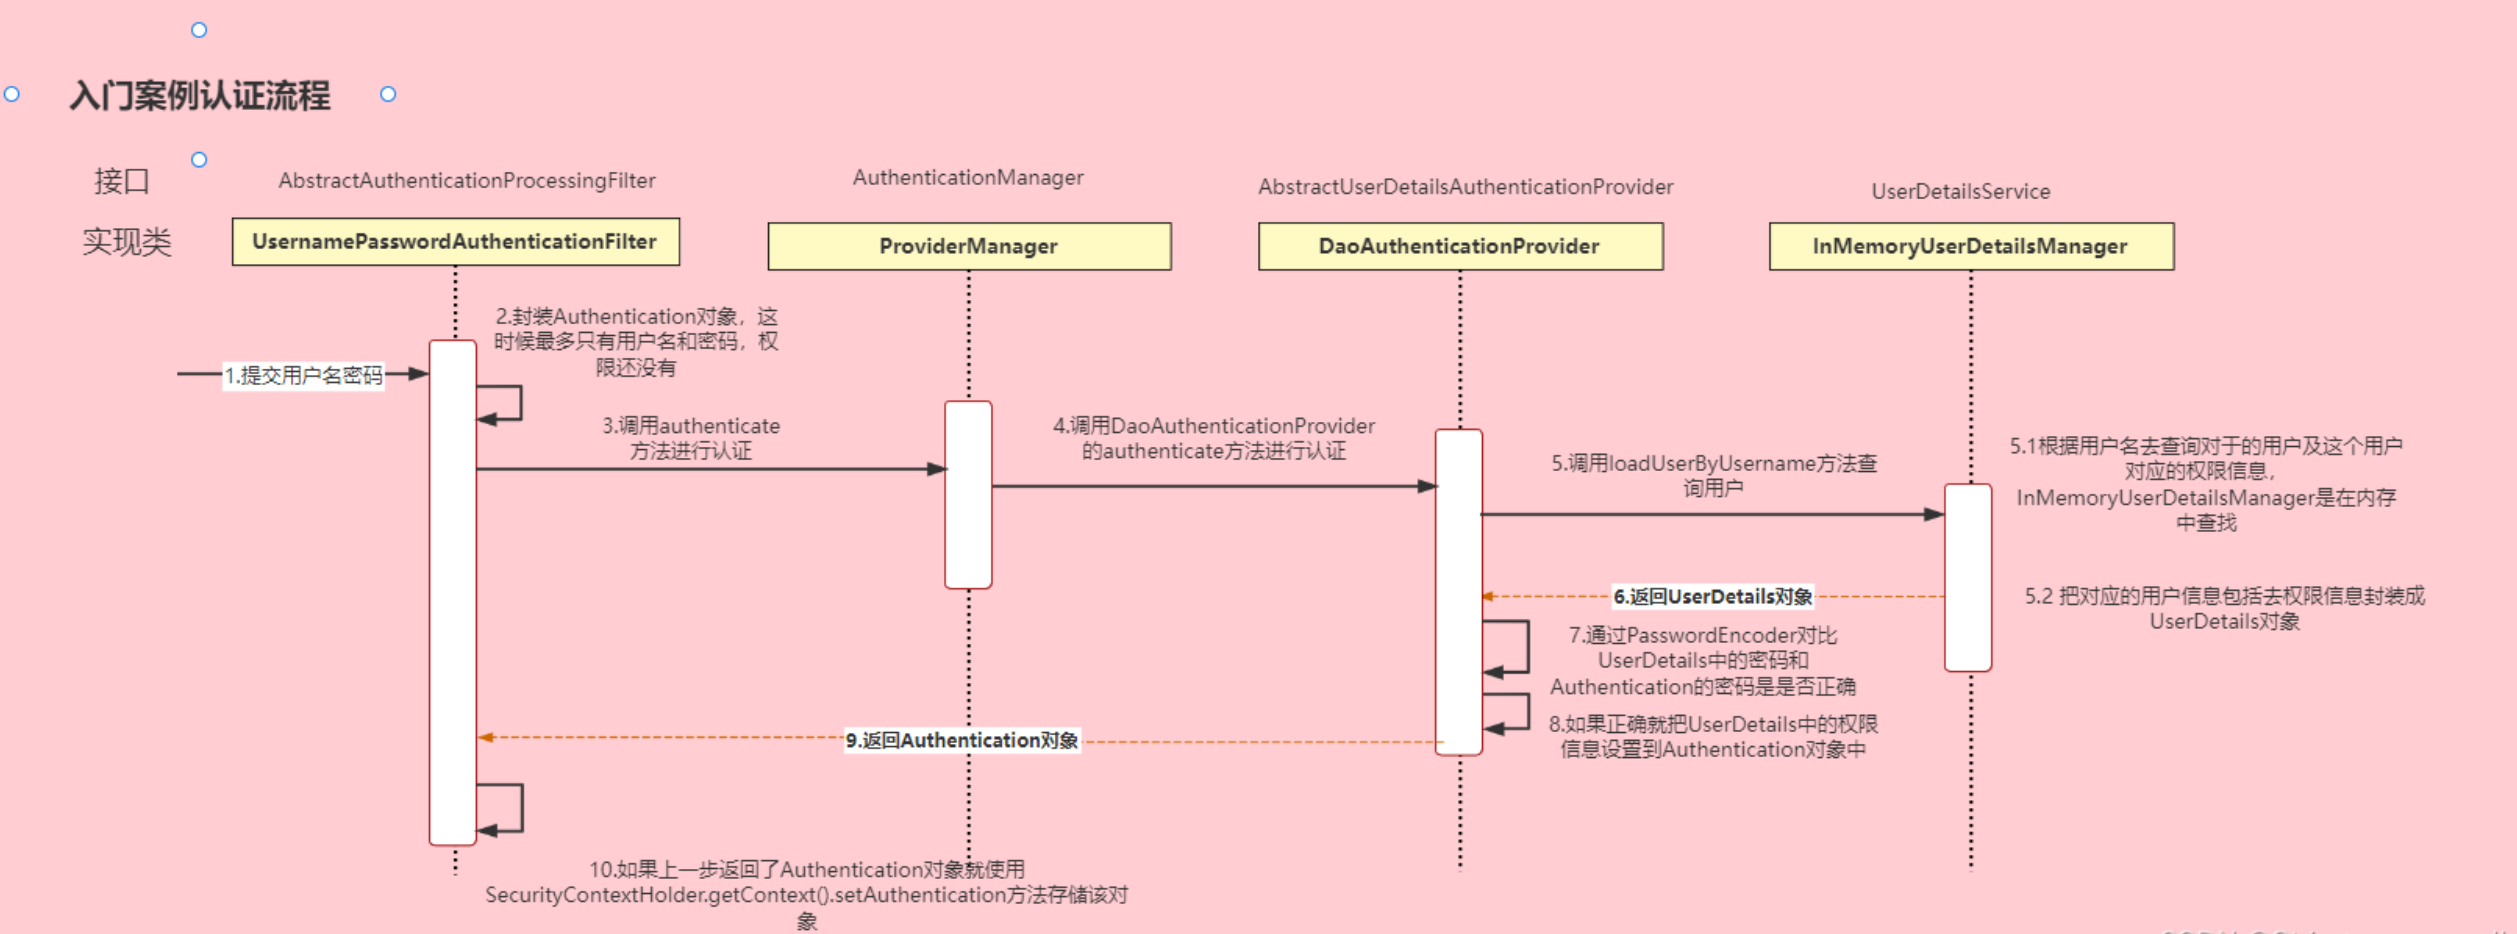 入门案例认证流程
接口
AbstractAuthenticationProcessingFilter
AuthenticationManager
AbstractUserDetailsAuthenticationProvider
UserDetailsService
实现类
UsernamePasswordAuthenticationFilter
ProviderManager
DaoAuthenticationProvider
InMemoryUserDetailsManager
1.提交用户名密码
2.封装Authentication对象，这
时候最多只有用户名和密码，权
限还没有
3.调用authenticate
方法进行认证
4.调用DaoAuthenticationProvider
的authenticate方法进行认证
5.调用loadUserByUsername方法查
询用户
5.1根据用户名去查询对于的用户及这个用户
对应的权限信息，
InMemoryUserDetailsManager是在内存
中查找
5.2 把对应的用户信息包括去权限信息封装成
UserDetails对象
6.返回UserDetails对象
7.通过PasswordEncoder对比
UserDetails中的密码和
Authentication的密码是是否正确
8.如果正确就把UserDetails中的权限
信息设置到Authentication对象中
9.返回Authentication对象
10.如果上一步返回了Authentication对象就使用
SecurityContextHolder.getContext().setAuthentication方法存储该对
象